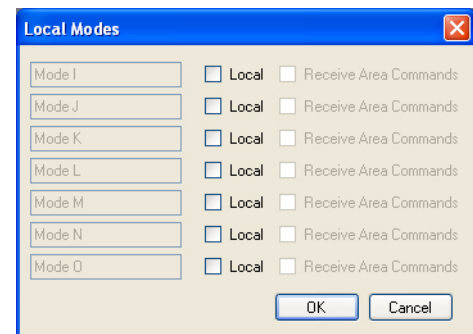 Local Modes
Mode I Local Receive Area Commands
Mode J Local Receive Area Commands
Mode K Local Receive Area Commands
Mode L Local Receive Area Commands
Mode M Local Receive Area Commands
Mode N Local Receive Area Commands
Mode O Local Receive Area Commands
OK Cancel